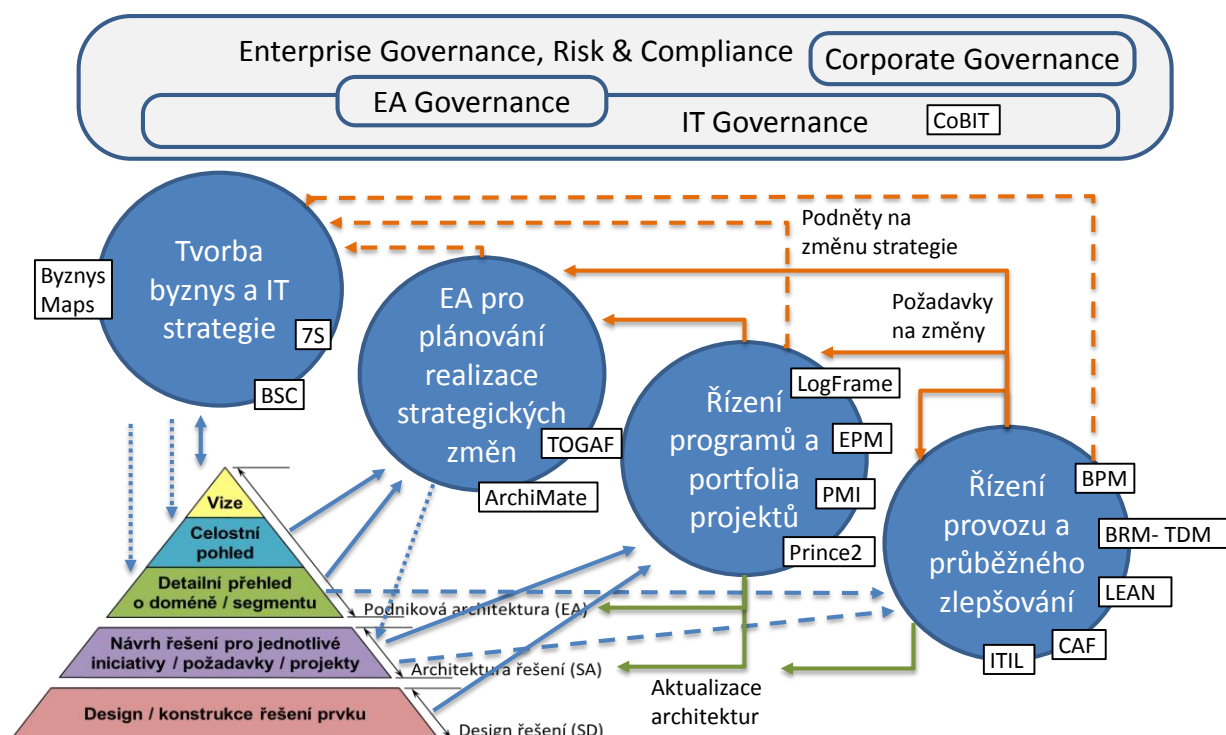 Enterprise Governance, Risk & Compliance
Corporate Governance
EA Governance
IT Governance
CoBIT
Tvorba
byznys a IT
strategie
Byznys
Maps
7S
BSC
EA pro
plánování
realizace
strategických
změn
TOGAF
ArchiMate
Podněty na
změnu strategie
Požadavky
na změny
Řízení
programů a
portfolia
projektů
LogFrame
EPM
PMI
Prince2
Řízení
provozu a
průběžného
zlepšování
BPM
BRM- TDM
LEAN
CAF
ITIL
Vize
Celostní
pohled
Detailní přehled
o doméně / segmentu
Podniková architektura (EA)
Návrh řešení pro jednotlivé
iniciativy / požadavky / projekty
Architektura řešení (SA)
Design / konstrukce řešení prvku
Design řešení (SD)
Aktualizace
architektur